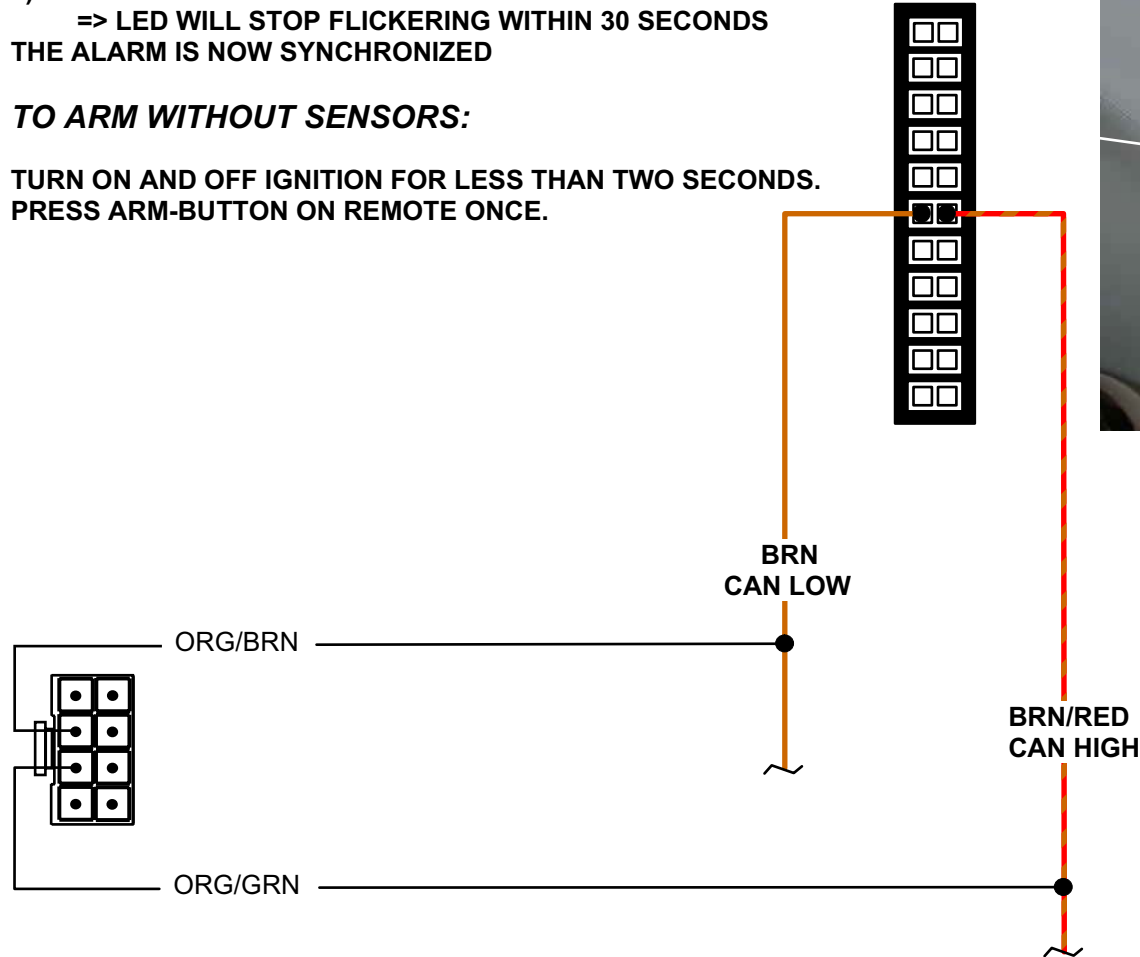 => LED WILL STOP FLICKERING WITHIN 30 SECONDS
THE ALARM IS NOW SYNCHRONIZED
TO ARM WITHOUT SENSORS:
TURN ON AND OFF IGNITION FOR LESS THAN TWO SECONDS.
PRESS ARM-BUTTON ON REMOTE ONCE.
BRN
CAN LOW
ORG/BRN
BRN/RED
CAN HIGH
ORG/GRN